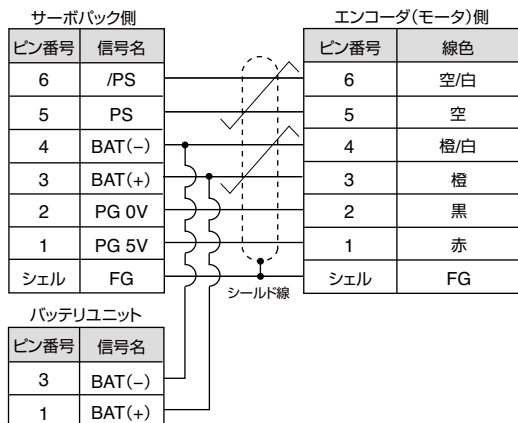 サーボパック側
ピン番号 信号名
6 /PS
5 PS
4 BAT(−)
3 BAT(+)
2 PG 0V
1 PG 5V
シェル FG
エンコーダ(モータ)側
ピン番号 線色
6 空/白
5 空
4 橙/白
3 橙
2 黒
1 赤
シェル FG
シールド線
バッテリユニット
ピン番号 信号名
3 BAT(−)
1 BAT(+)